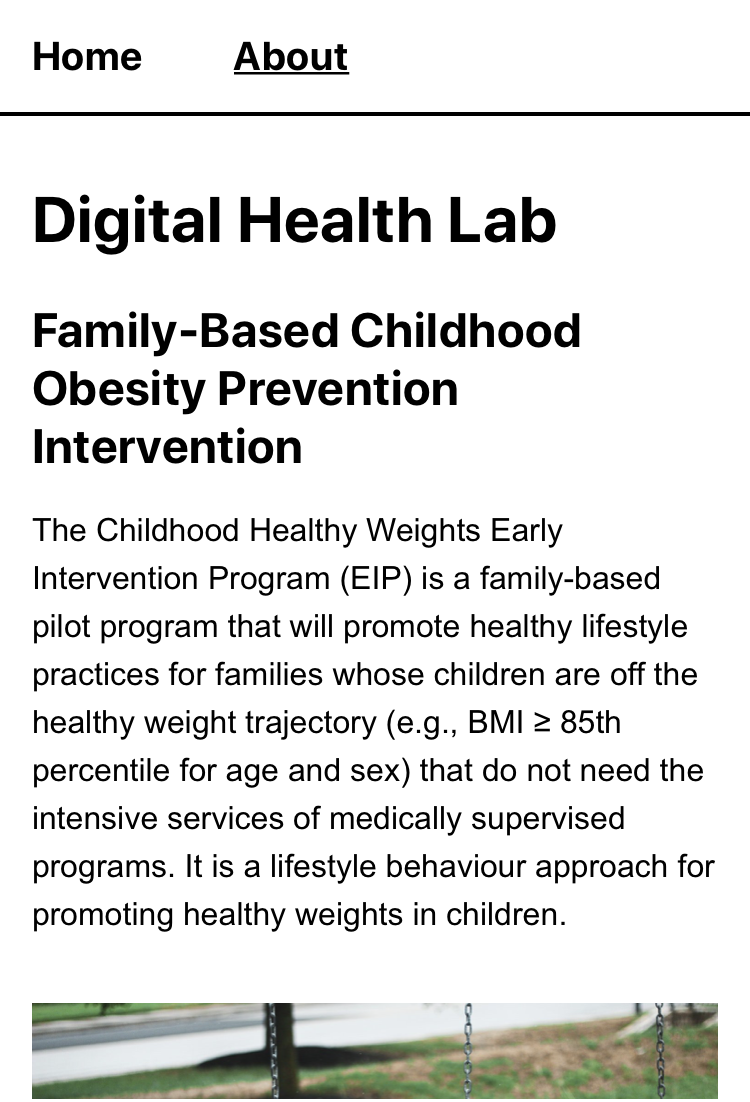 Home About
Digital Health Lab
Family-Based Childhood
Obesity Prevention
Intervention
The Childhood Healthy Weights Early
Intervention Program (EIP) is a family-based
pilot program that will promote healthy lifestyle
practices for families whose children are off the
healthy weight trajectory (e.g., BMI ≥ 85th
percentile for age and sex) that do not need the
intensive services of medically supervised
programs. It is a lifestyle behaviour approach for
promoting healthy weights in children.